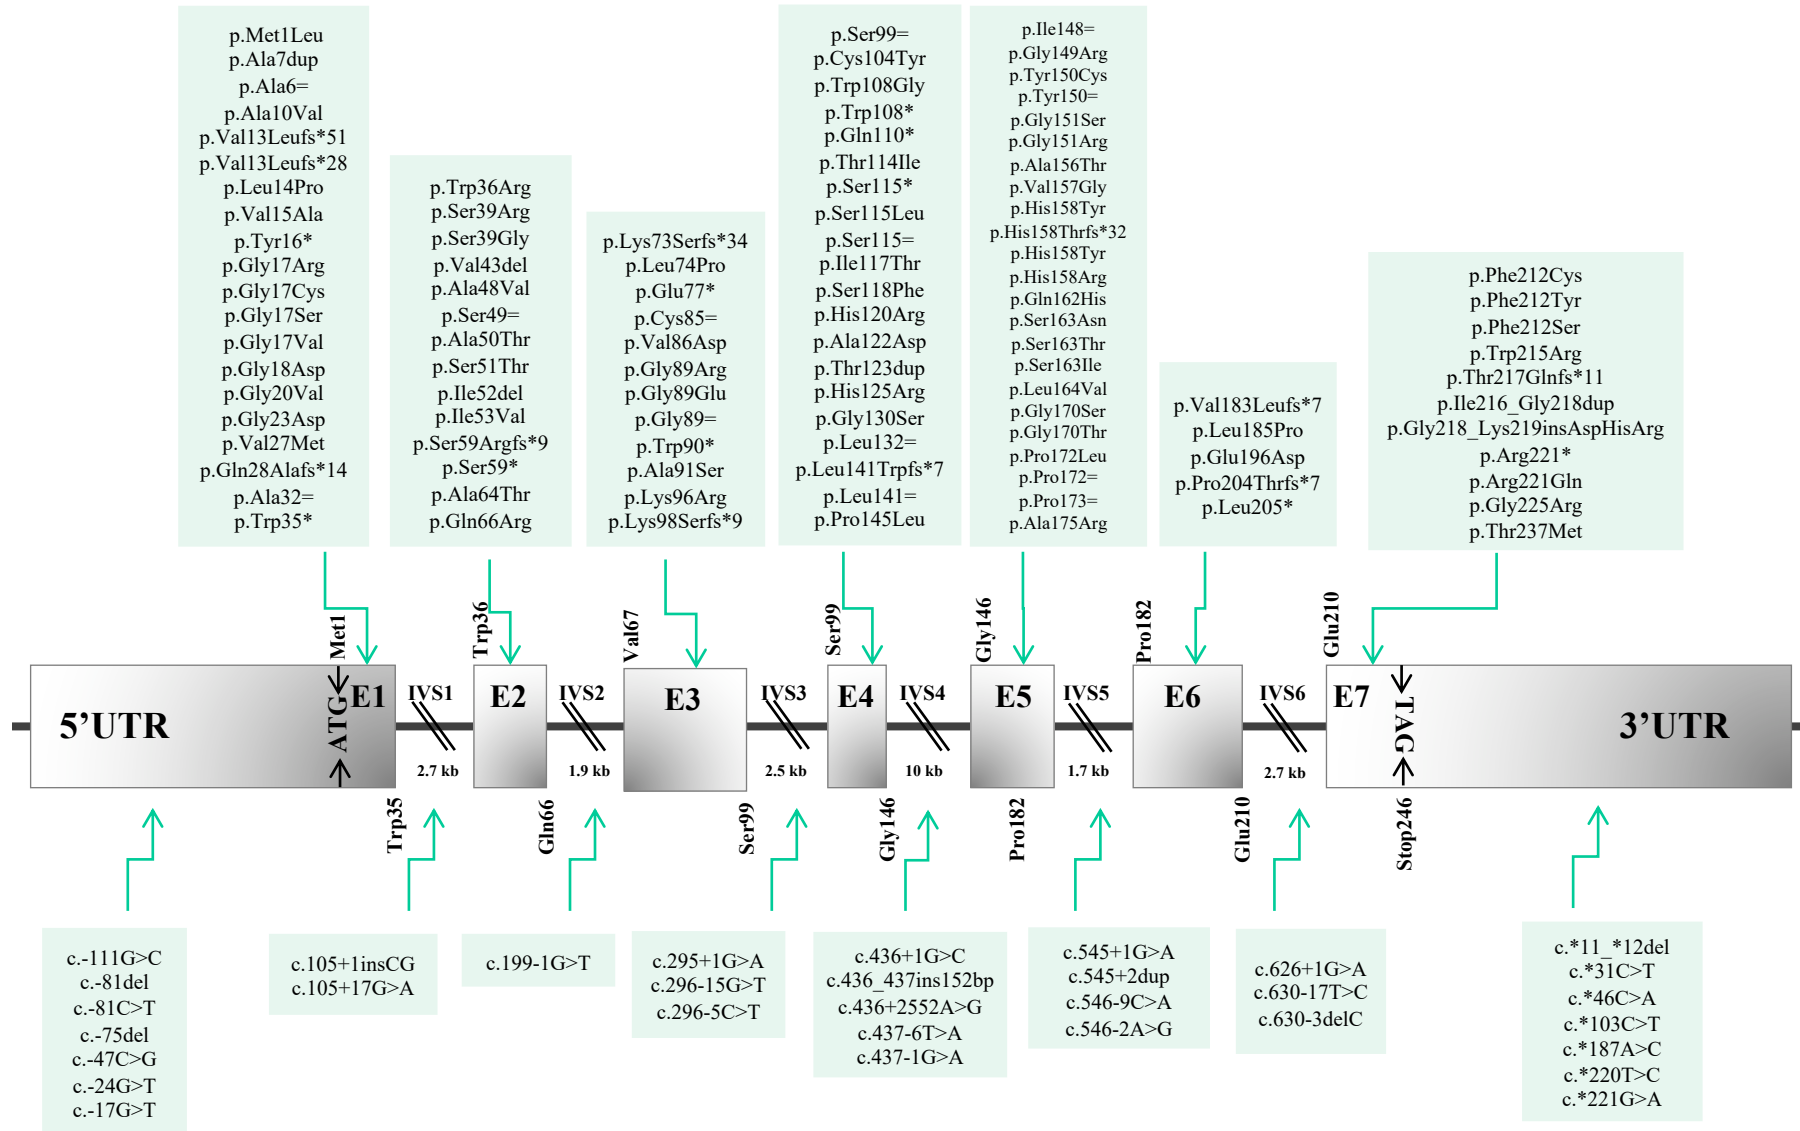 p.Met1Leu
p.Ala7dup
p.Ala6=
p.Ala10Val
p.Val13Leufs*51
p.Val13Leufs*28
p.Leu14Pro
p.Val15Ala
p.Tyr16*
p.Gly17Arg
p.Gly17Cys
p.Gly17Ser
p.Gly17Val
p.Gly18Asp
p.Gly20Val
p.Gly23Asp
p.Val27Met
p.Gln28Alafs*14
p.Ala32=
p.Trp35*
p.Trp36Arg
p.Ser39Arg
p.Ser39Gly
p.Val43del
p.Ala48Val
p.Ser49=
p.Ala50Thr
p.Ser51Thr
p.Ile52del
p.Ile53Val
p.Ser59Argfs*9
p.Ser59*
p.Ala64Thr
p.Gln66Arg
p.Lys73Serfs*34
p.Leu74Pro
p.Glu77*
p.Cys85=
p.Val86Asp
p.Gly89Arg
p.Gly89Glu
p.Gly89=
p.Trp90*
p.Ala91Ser
p.Lys96Arg
p.Lys98Serfs*9
p.Ser99=
p.Cys104Tyr
p.Trp108Gly
p.Trp108*
p.Gln110*
p.Thr114Ile
p.Ser115*
p.Ser115Leu
p.Ser115=
p.Ile117Thr
p.Ser118Phe
p.His120Arg
p.Ala122Asp
p.Thr123dup
p.His125Arg
p.Gly130Ser
p.Leu132=
p.Leu141Trpfs*7
p.Leu141=
p.Pro145Leu
p.Ile148=
p.Gly149Arg
p.Tyr150Cys
p.Tyr150=
p.Gly151Ser
p.Gly151Arg
p.Ala156Thr
p.Val157Gly
p.His158Tyr
p.His158Thrfs*32
p.His158Tyr
p.His158Arg
p.Gln162His
p.Ser163Asn
p.Ser163Thr
p.Ser163Ile
p.Leu164Val
p.Gly170Ser
p.Gly170Thr
p.Pro172Leu
p.Pro172=
p.Pro173=
p.Ala175Arg
p.Val183Leufs*7
p.Leu185Pro
p.Glu196Asp
p.Pro204Thrfs*7
p.Leu205*
p.Phe212Cys
p.Phe212Tyr
p.Phe212Ser
p.Trp215Arg
p.Thr217Glnfs*11
p.Ile216_Gly218dup
p.Gly218_Lys219insAspHisArg
p.Arg221*
p.Arg221Gln
p.Gly225Arg
p.Thr237Met
Met1
Trp36
Val67
Ser99
Gly146
Pro182
Glu210
5’UTR
ATG
E1
IVS1
2.7 kb
E2
IVS2
1.9 kb
E3
IVS3
2.5 kb
E4
IVS4
10 kb
E5
IVS5
1.7 kb
E6
IVS6
2.7 kb
E7
TAG
3’UTR
Trp35
Gln66
Ser99
Gly146
Pro182
Glu210
Stop246
c.-111G>C
c.-81del
c.-81C>T
c.-75del
c.-47C>G
c.-24G>T
c.-17G>T
c.105+1insCG
c.105+17G>A
c.199-1G>T
c.295+1G>A
c.296-15G>T
c.296-5C>T
c.436+1G>C
c.436_437ins152bp
c.436+2552A>G
c.437-6T>A
c.437-1G>A
c.545+1G>A
c.545+2dup
c.546-9C>A
c.546-2A>G
c.626+1G>A
c.630-17T>C
c.630-3delC
c.*11_*12del
c.*31C>T
c.*46C>A
c.*103C>T
c.*187A>C
c.*220T>C
c.*221G>A